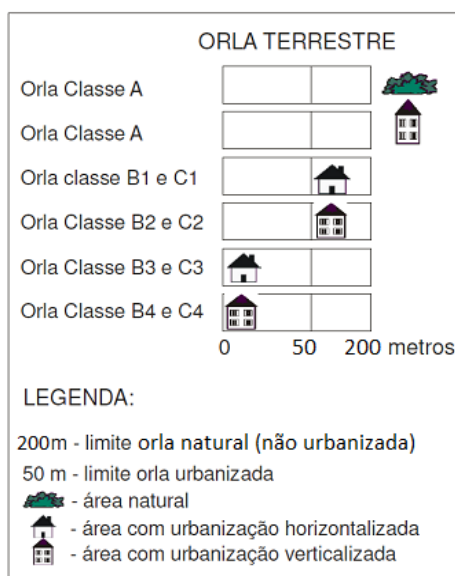 ORLA TERRESTRE
Orla Classe A
Orla Classe A
Orla classe B1 e C1
Orla Classe B2 e C2
Orla Classe B3 e C3
Orla Classe B4 e C4
0 50 200 metros
LEGENDA:
200m - limite orla natural (não urbanizada)
50 m - limite orla urbanizada
- área natural
- área com urbanização horizontalizada
- área com urbanização verticalizada